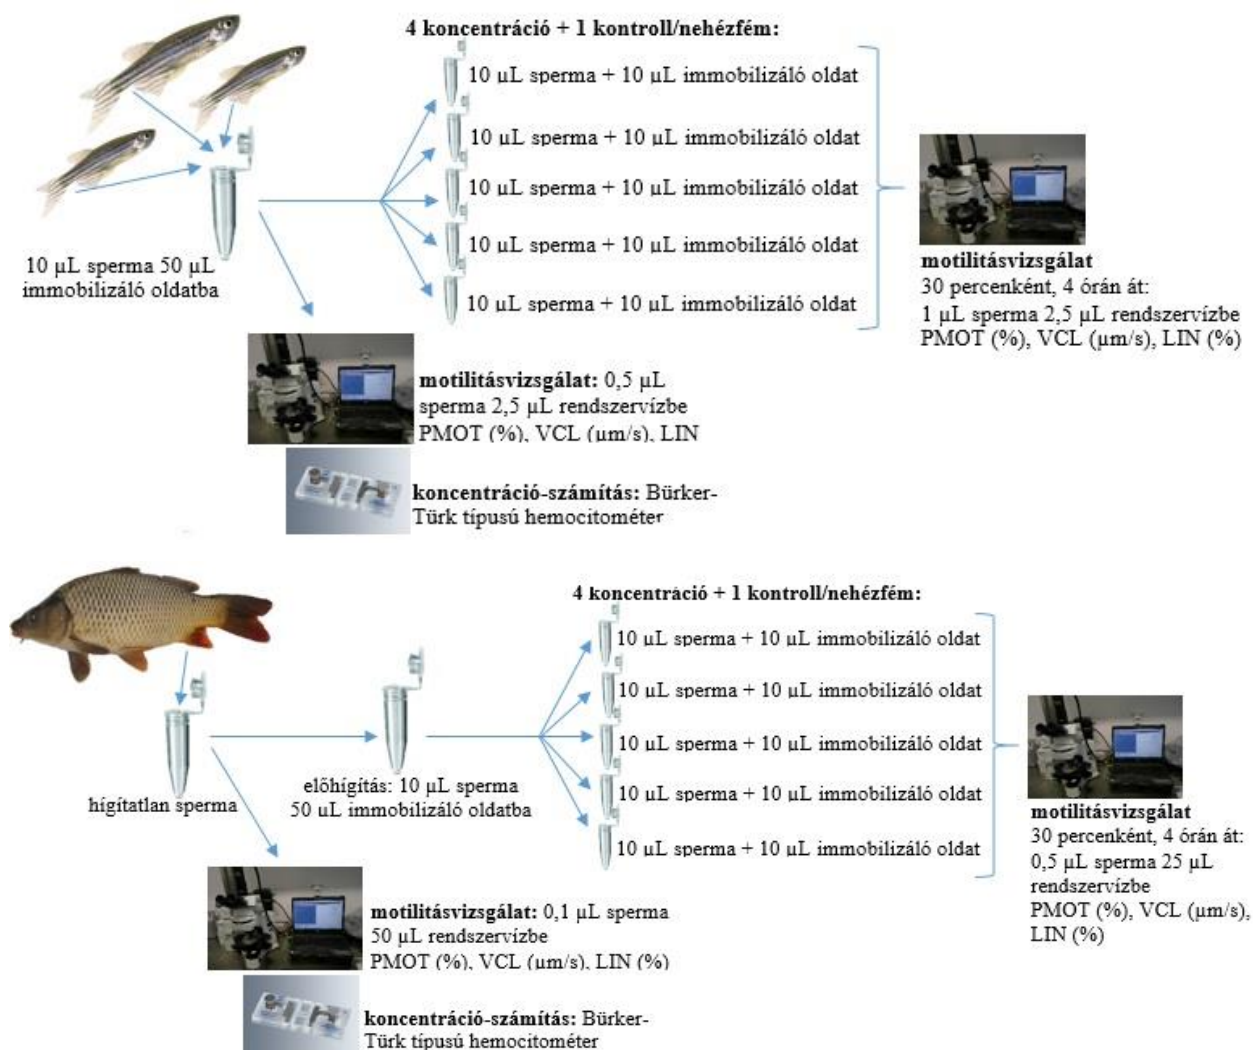 4 koncentráció + 1 kontroll/nehézfém:
10 µL sperma + 10 µL immobilizáló oldat
10 µL sperma + 10 µL immobilizáló oldat
10 µL sperma + 10 µL immobilizáló oldat
10 µL sperma + 10 µL immobilizáló oldat
10 µL sperma + 10 µL immobilizáló oldat
10 µL sperma 50 µL
immobilizáló oldatba
motilitásvizsgálat
30 percenként, 4 órán át:
1 µL sperma 2,5 µL rendszervízbe
PMOT (%), VCL (µm/s), LIN (%)
motilitásvizsgálat: 0,5 µL
sperma 2,5 µL rendszervízbe
PMOT (%), VCL (µm/s), LIN
koncentráció-számítás: Bürker-
Türk típusú hemocitométer
4 koncentráció + 1 kontroll/nehézfém:
10 µL sperma + 10 µL immobilizáló oldat
10 µL sperma + 10 µL immobilizáló oldat
10 µL sperma + 10 µL immobilizáló oldat
10 µL sperma + 10 µL immobilizáló oldat
10 µL sperma + 10 µL immobilizáló oldat
hígítatlan sperma
előhígítás: 10 µL sperma
50 uL immobilizáló oldatba
motilitásvizsgálat
30 percenként, 4 órán át:
0,5 µL sperma 25 µL
rendszervízbe
PMOT (%), VCL (µm/s),
LIN (%)
motilitásvizsgálat: 0,1 µL sperma
50 µL rendszervízbe
PMOT (%), VCL (µm/s), LIN (%)
koncentráció-számítás: Bürker-
Türk típusú hemocitométer